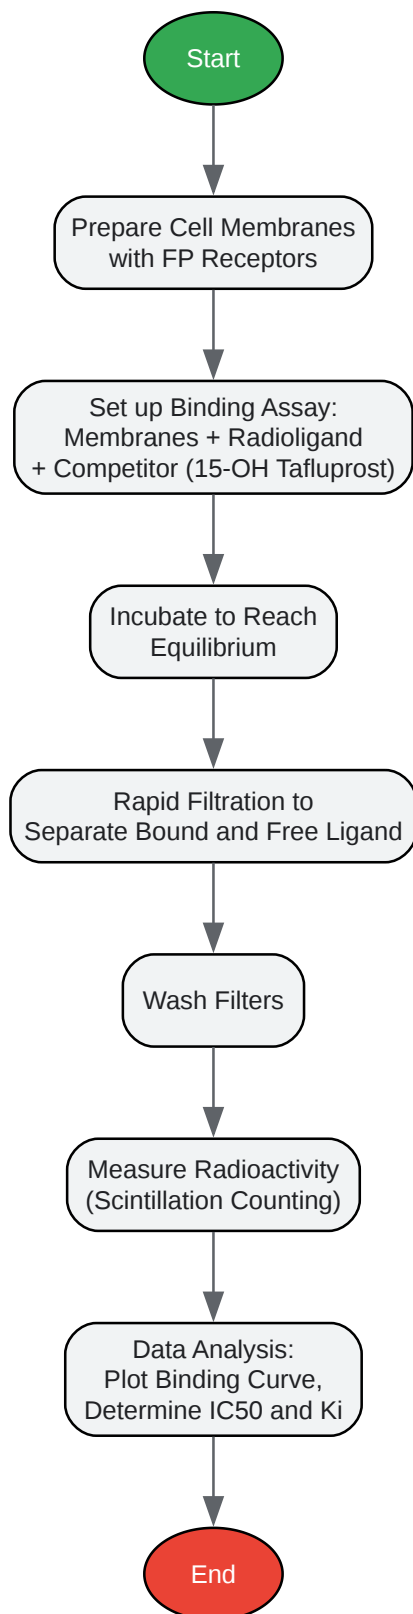 Start
Prepare Cell Membranes
with FP Receptors
Set up Binding Assay:
Membranes + Radioligand
+ Competitor (15-OH Tafluprost)
Incubate to Reach
Equilibrium
Rapid Filtration to
Separate Bound and Free Ligand
Wash Filters
Measure Radioactivity
(Scintillation Counting)
Data Analysis:
Plot Binding Curve,
Determine IC50 and Ki
End